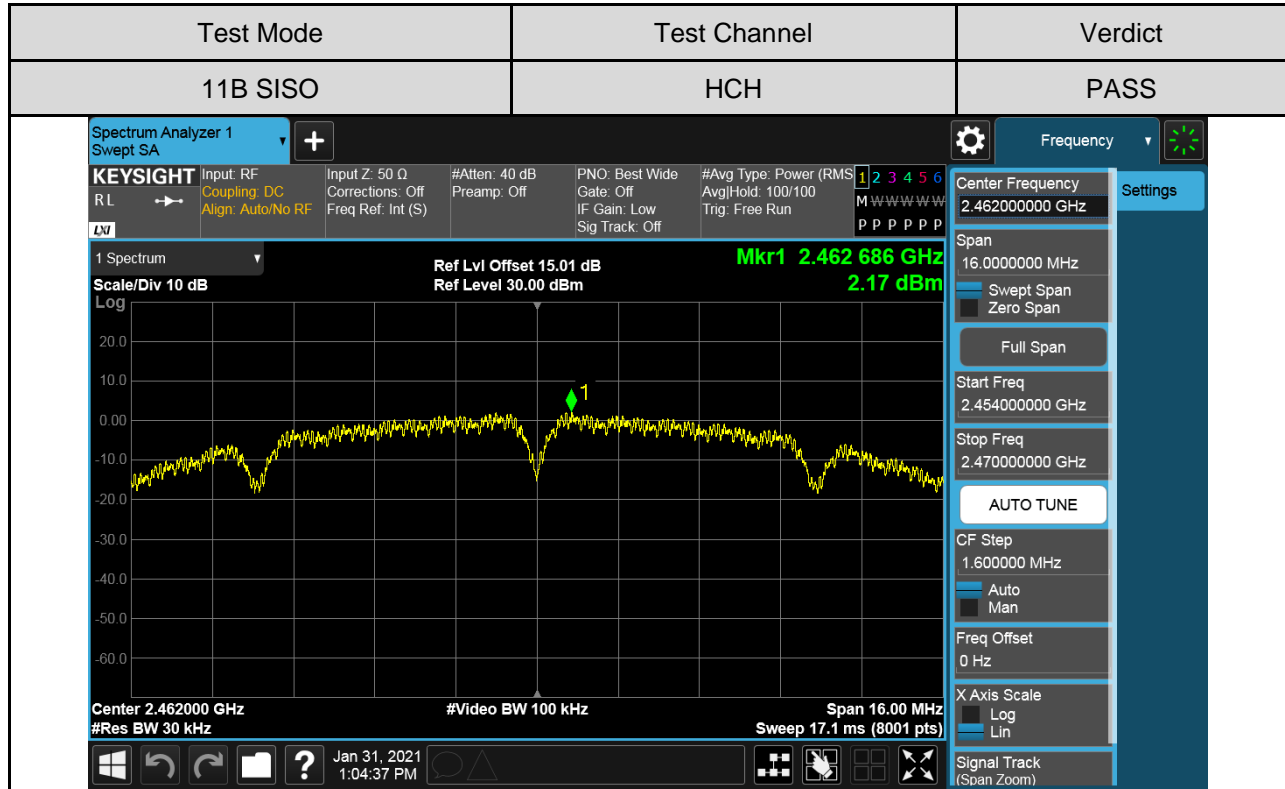 Test Mode Test Channel Verdict
11B SISO HCH PASS
Spectrum Analyzer 1
Swept SA
+
Frequency
KEYSIGHT
R L
LXI
Input: RF
Coupling: DC
Align: Auto/No RF
Input Z: 50 Ω
Corrections: Off
Freq Ref: Int (S)
#Atten: 40 dB
Preamp: Off
PNO: Best Wide
Gate: Off
IF Gain: Low
Sig Track: Off
#Avg Type: Power (RMS
Avg|Hold: 100/100
Trig: Free Run
1 2 3 4 5 6
M W W W W W
P P P P P P
1 Spectrum
Scale/Div 10 dB
Ref Lvl Offset 15.01 dB
Ref Level 30.00 dBm
Mkr1 2.462 686 GHz
2.17 dBm
Log
20.0
10.0
0.00
-10.0
-20.0
-30.0
-40.0
-50.0
-60.0
1
Center 2.462000 GHz #Video BW 100 kHz Span 16.00 MHz
#Res BW 30 kHz Sweep 17.1 ms (8001 pts)
?
Jan 31, 2021
1:04:37 PM
Center Frequency
2.462000000 GHz
Span
16.0000000 MHz
Swept Span
Zero Span
Full Span
Start Freq
2.454000000 GHz
Stop Freq
2.470000000 GHz
AUTO TUNE
CF Step
1.600000 MHz
Auto
Man
Freq Offset
0 Hz
X Axis Scale
Log
Lin
Signal Track
(Span Zoom)
Settings